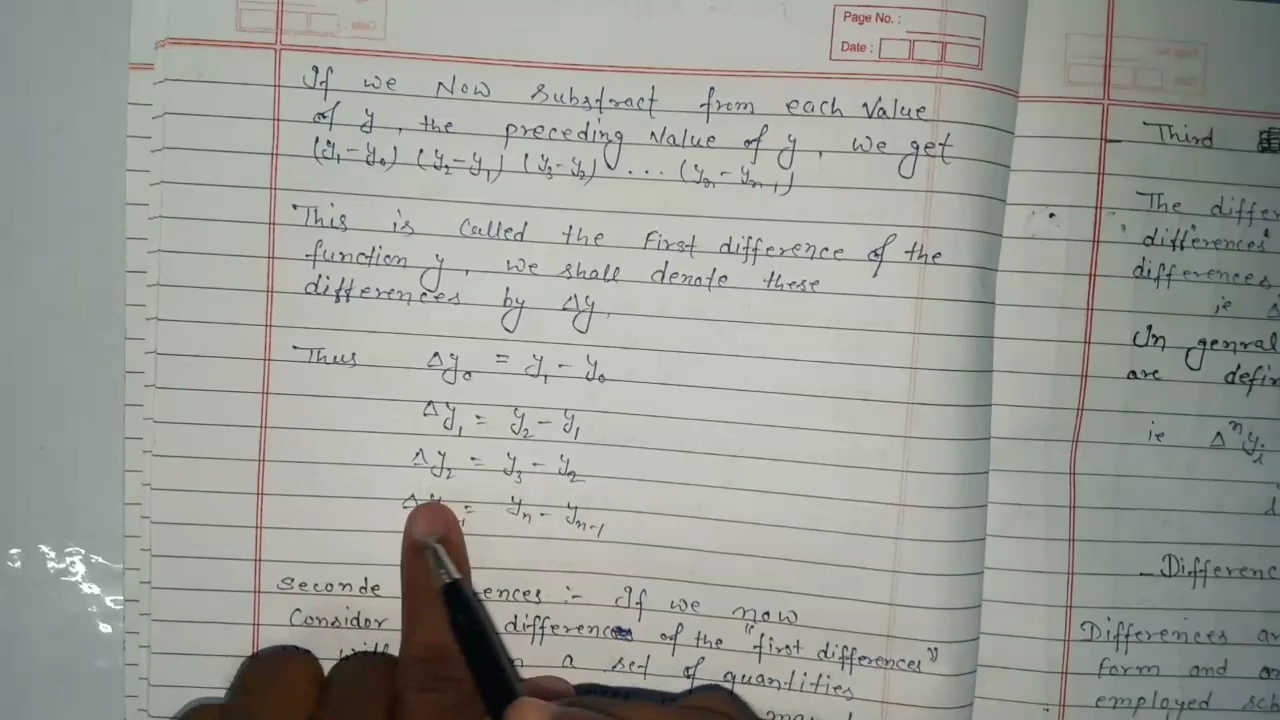 Page No. :
Date :
If we Now Substract from each Value
of y, the preceding Value of y, we get
(y₁-y₀) (y₂-y₁) (y₃-y₂) ... (yₙ-yₙ₋₁)
This is Called the First difference of the
function y, we shall denote these
differences by Δy.
Thus Δy₀ = y₁ - y₀
Δy₁ = y₂ - y₁
Δy₂ = y₃ - y₂
= yₙ - yₙ₋₁
Seconde ences :- If we now
Consider differences of the "first differences"
a set of quantities
Third
The differ
"differences"
differences
ie Δ
In genral
are defin
ie Δⁿyᵢ
Differenc
Differences ar
form and an
employed sch